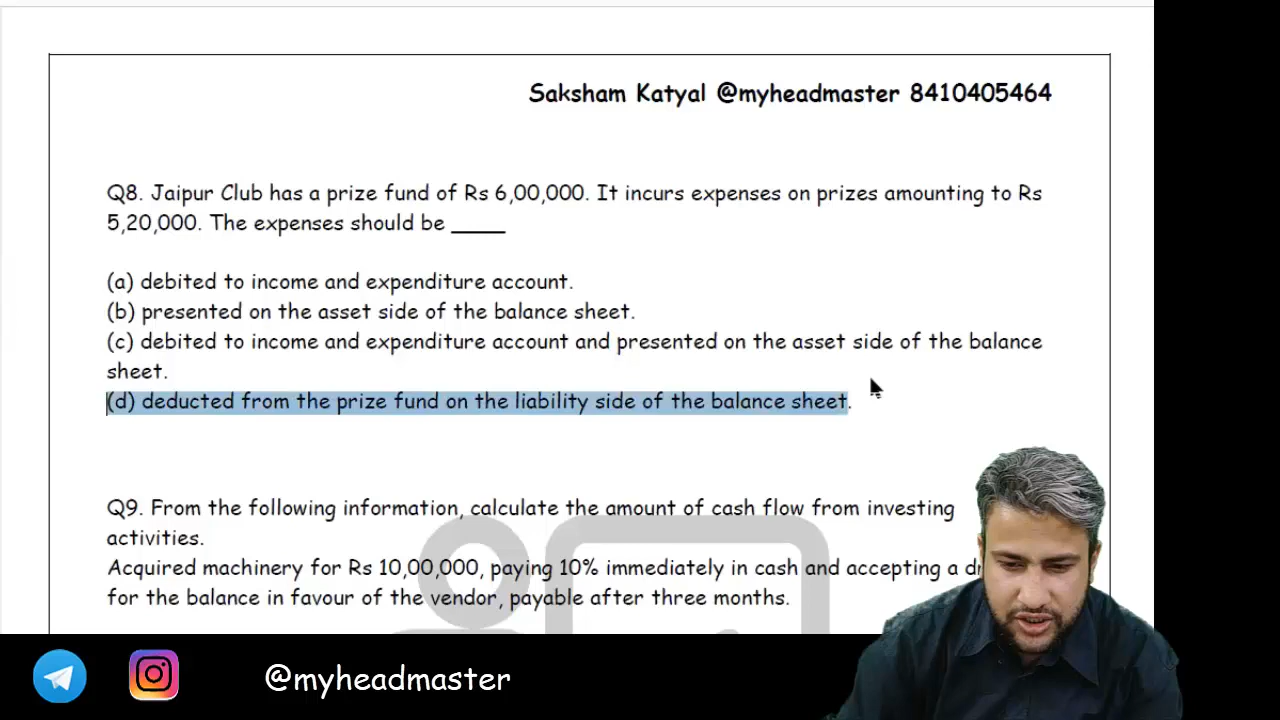 Saksham Katyal @myheadmaster 8410405464
Q8. Jaipur Club has a prize fund of Rs 6,00,000. It incurs expenses on prizes amounting to Rs
5,20,000. The expenses should be ____
(a) debited to income and expenditure account.
(b) presented on the asset side of the balance sheet.
(c) debited to income and expenditure account and presented on the asset side of the balance
sheet.
(d) deducted from the prize fund on the liability side of the balance sheet.
Q9. From the following information, calculate the amount of cash flow from investing
activities.
Acquired machinery for Rs 10,00,000, paying 10% immediately in cash and accepting a
for the balance in favour of the vendor, payable after three months.
@myheadmaster